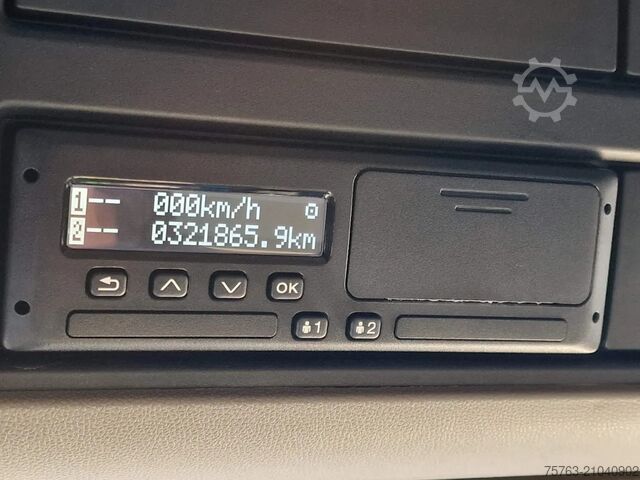 1-- 000km/h
2-- 0321865.9km
OK
1 2
75763-21040902